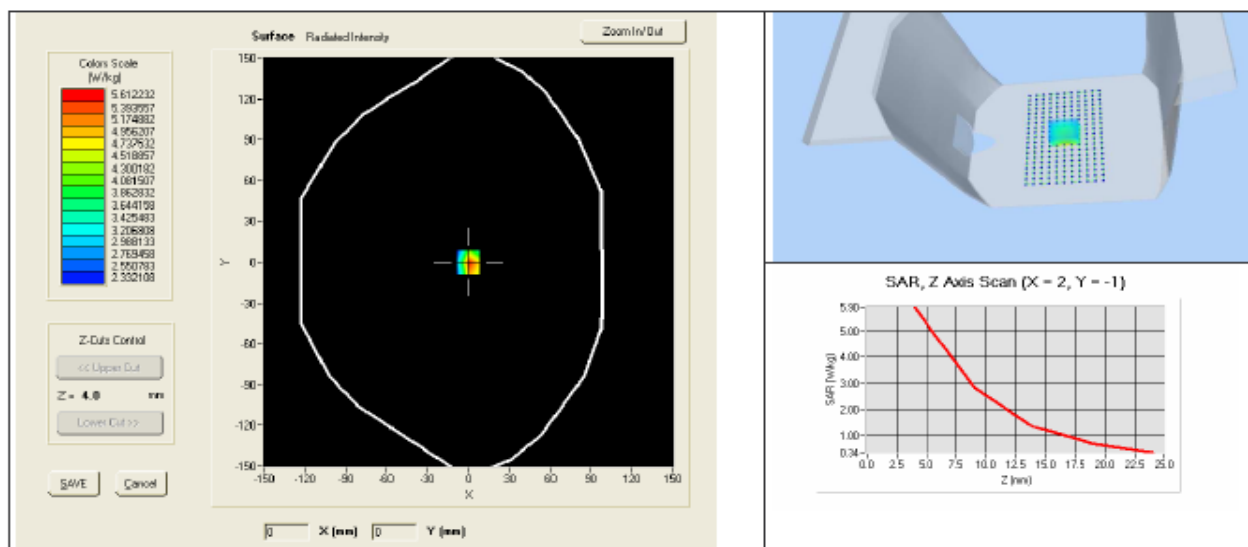 Surface Radiated Intensity
Zoom In/Out
Colors Scale
[W/kg]
5.612232
5.393557
5.174882
4.956207
4.737532
4.518857
4.300182
4.081507
3.862832
3.644158
3.425483
3.206808
2.988133
2.769458
2.550783
2.332108
Z-Cuts Control
<< Upper Cut
Z = 4.0 mm
Lower Cut >>
SAVE
Cancel
150
120
90
60
30
0
-30
-60
-90
-120
-150
Y
-150 -120 -90 -60 -30 0 30 60 90 120 150
X
0 X (mm) 0 Y (mm)
SAR, Z Axis Scan (X = 2, Y = -1)
SAR (W/kg)
5.90
5.00
4.00
3.00
2.00
1.00
0.34
0.0 2.5 5.0 7.5 10.0 12.5 15.0 17.5 20.0 22.5 25.0
Z (mm)